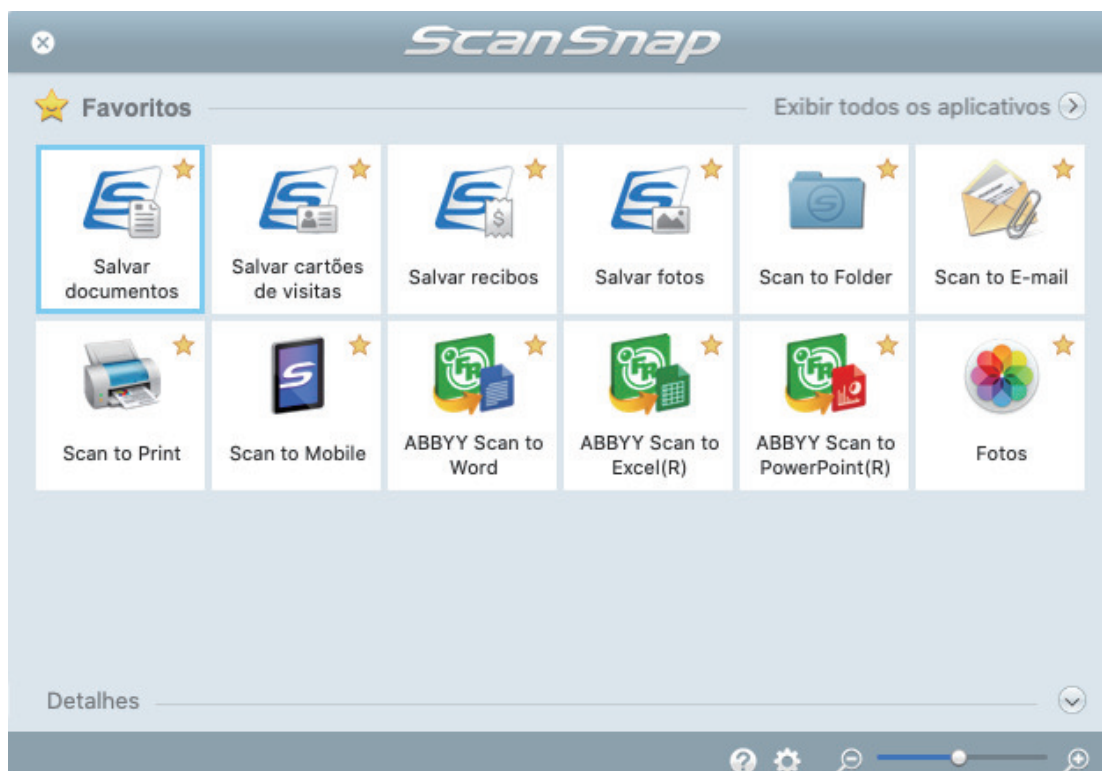 ScanSnap
Favoritos
Exibir todos os aplicativos
Salvar
documentos
Salvar cartões
de visitas
Salvar recibos
Salvar fotos
Scan to Folder
Scan to E-mail
Scan to Print
Scan to Mobile
ABBYY Scan to
Word
ABBYY Scan to
Excel(R)
ABBYY Scan to
PowerPoint(R)
Fotos
Detalhes